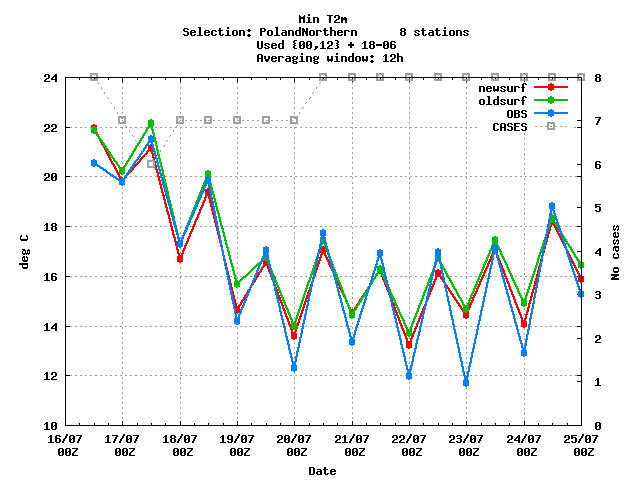 Min T2m
Selection: PolandNorthern 8 stations
Used {00,12} + 18-06
Averaging window: 12h
newsurf
oldsurf
OBS
CASES
24
22
20
18
16
14
12
10
deg C
8
7
6
5
4
3
2
1
0
No cases
16/07 17/07 18/07 19/07 20/07 21/07 22/07 23/07 24/07 25/07
00Z 00Z 00Z 00Z 00Z 00Z 00Z 00Z 00Z 00Z
Date